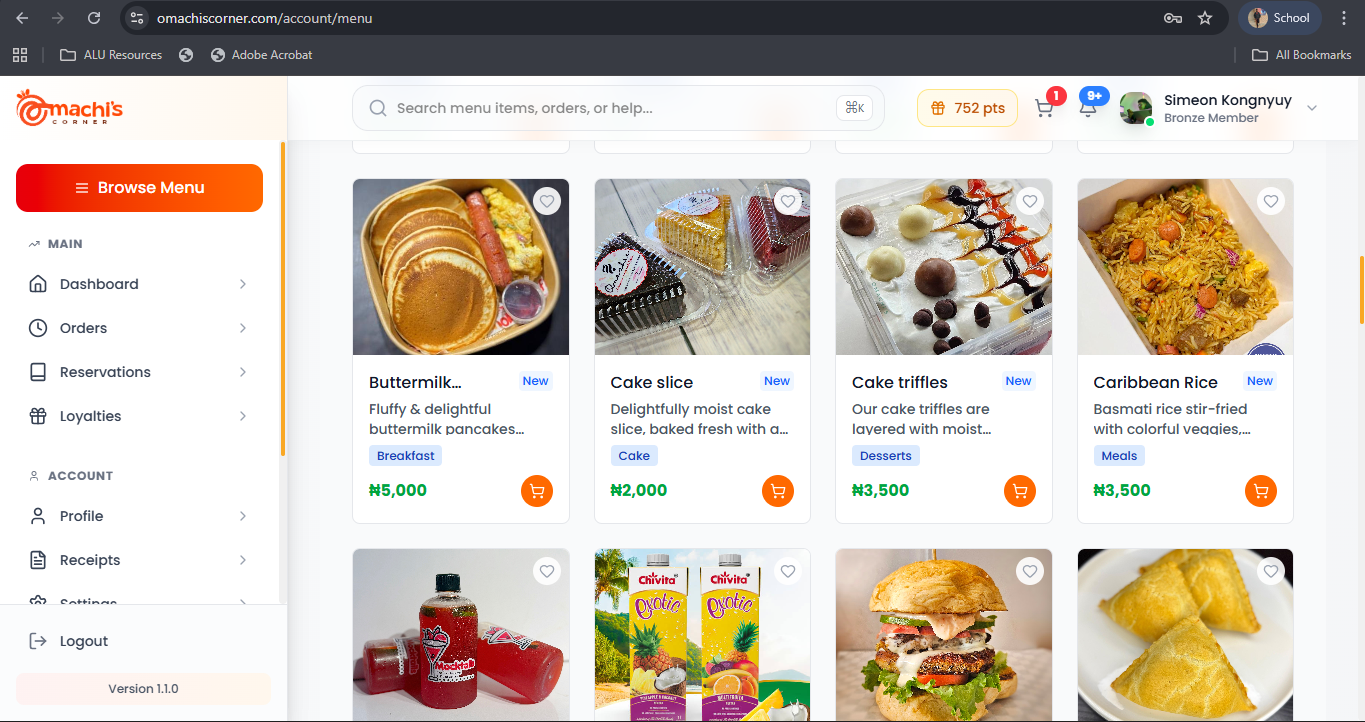 omachiscorner.com/account/menu
School
ALU Resources
Adobe Acrobat
All Bookmarks
Omachi's
CORNER
Search menu items, orders, or help...
⌘K
752 pts
1
9+
Simeon Kongnyuy
Bronze Member
Browse Menu
MAIN
Dashboard
Orders
Reservations
Loyalties
ACCOUNT
Profile
Receipts
Settings
Logout
Version 1.1.0
Buttermilk...
New
Fluffy & delightful
buttermilk pancakes...
Breakfast
₦5,000
Cake slice
New
Delightfully moist cake
slice, baked fresh with a...
Cake
₦2,000
Cake triffles
New
Our cake triffles are
layered with moist...
Desserts
₦3,500
Caribbean Rice
New
Basmati rice stir-fried
with colorful veggies,...
Meals
₦3,500
Chivita
Exotic
Chivita
Exotic